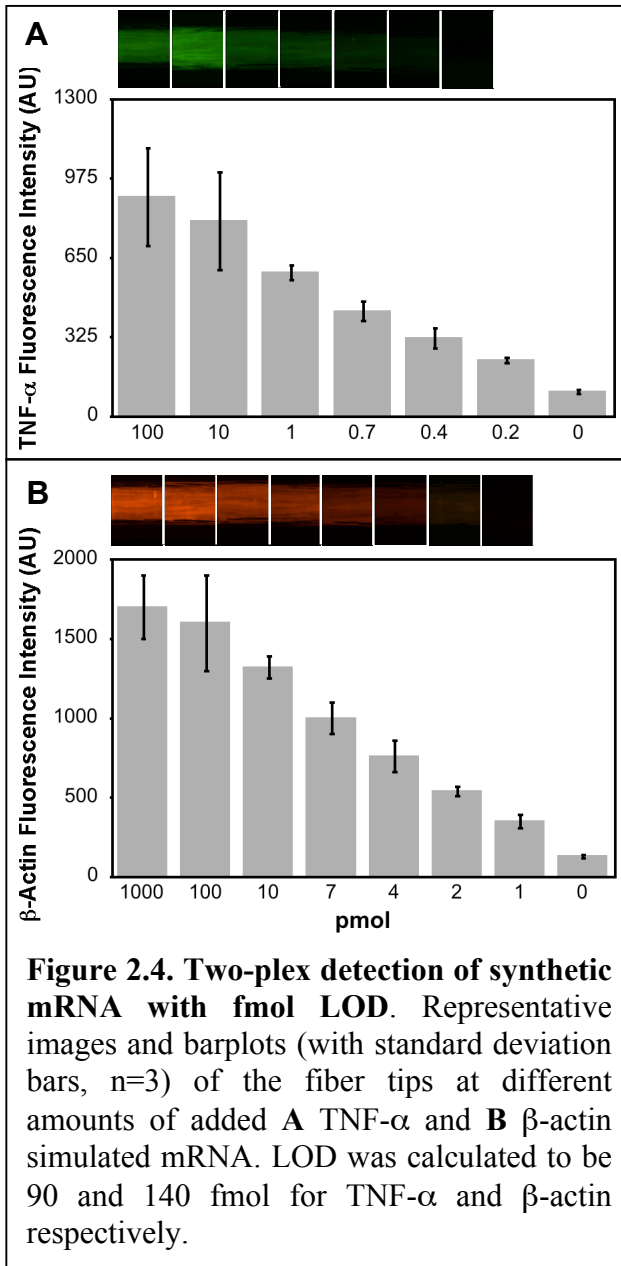 A
TNF-α Fluorescence Intensity (AU)
1300
975
650
325
0
100 10 1 0.7 0.4 0.2 0
B
β-Actin Fluorescence Intensity (AU)
2000
1500
1000
500
0
1000 100 10 7 4 2 1 0
pmol
Figure 2.4. Two-plex detection of synthetic
mRNA with fmol LOD. Representative
images and barplots (with standard deviation
bars, n=3) of the fiber tips at different
amounts of added A TNF-α and B β-actin
simulated mRNA. LOD was calculated to be
90 and 140 fmol for TNF-α and β-actin
respectively.